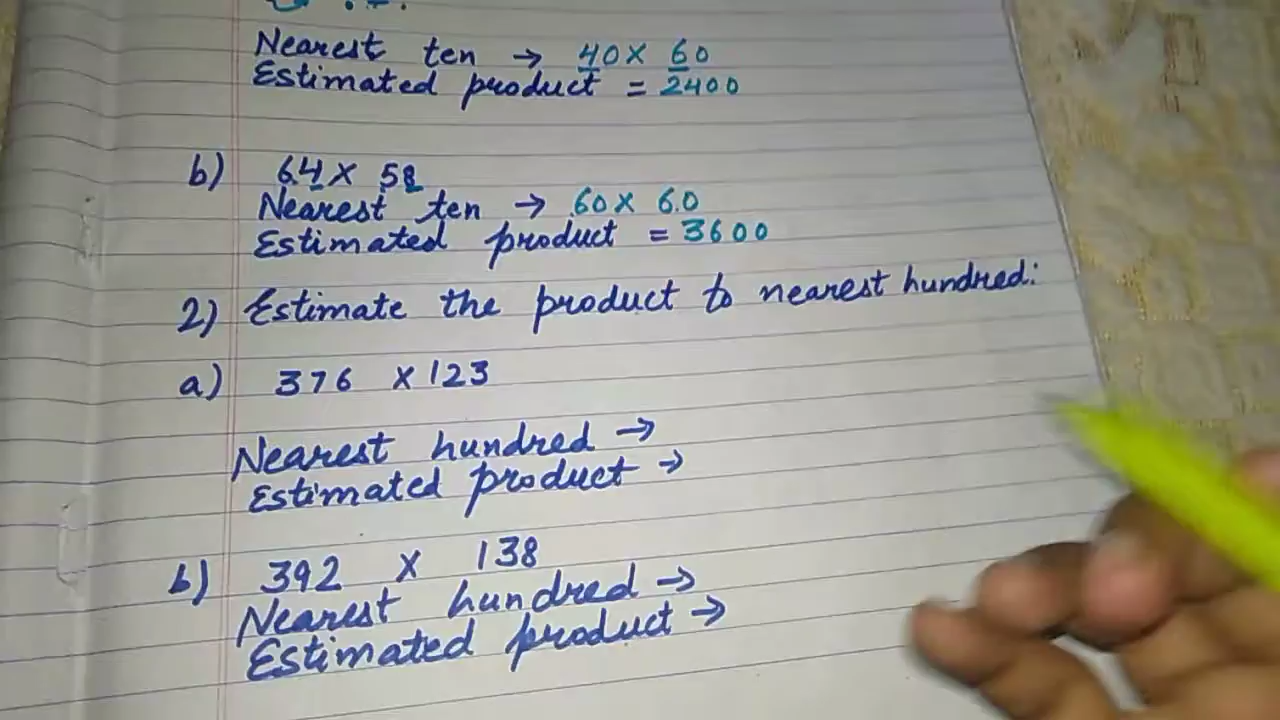 Nearest ten → 40 x 60
Estimated product = 2400
b) 64 x 58
Nearest ten → 60 x 60
Estimated product = 3600
2) Estimate the product to nearest hundred:
a) 376 x 123
Nearest hundred →
Estimated product →
b) 392 x 138
Nearest hundred →
Estimated product →